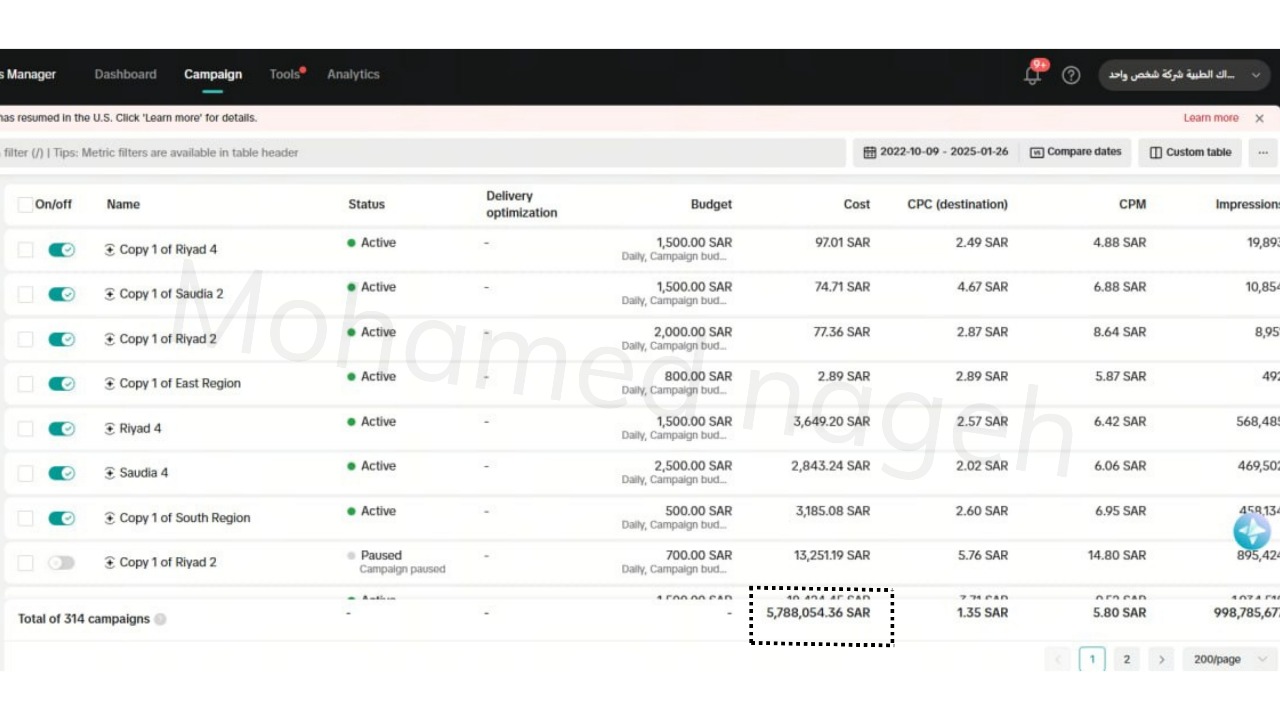 s Manager Dashboard Campaign Tools Analytics 9+ ...اك الطبية شركة شخص واحد
has resumed in the U.S. Click 'Learn more' for details. Learn more
filter (/) | Tips: Metric filters are available in table header 2022-10-09 - 2025-01-26 Compare dates Custom table ...
On/off Name Status Delivery optimization Budget Cost CPC (destination) CPM Impressions
Copy 1 of Riyad 4 Active - 1,500.00 SAR 97.01 SAR 2.49 SAR 4.88 SAR 19,893
Daily, Campaign bud...
Copy 1 of Saudia 2 Active - 1,500.00 SAR 74.71 SAR 4.67 SAR 6.88 SAR 10,854
Daily, Campaign bud...
Copy 1 of Riyad 2 Active - 2,000.00 SAR 77.36 SAR 2.87 SAR 8.64 SAR 8,95
Daily, Campaign bud...
Copy 1 of East Region Active - 800.00 SAR 2.89 SAR 2.89 SAR 5.87 SAR 492
Daily, Campaign bud...
Riyad 4 Active - 1,500.00 SAR 3,649.20 SAR 2.57 SAR 6.42 SAR 568,485
Daily, Campaign bud...
Saudia 4 Active - 2,500.00 SAR 2,843.24 SAR 2.02 SAR 6.06 SAR 469,502
Daily, Campaign bud...
Copy 1 of South Region Active - 500.00 SAR 3,185.08 SAR 2.60 SAR 6.95 SAR 458,134
Daily, Campaign bud...
Copy 1 of Riyad 2 Paused - 700.00 SAR 13,251.19 SAR 5.76 SAR 14.80 SAR 895,424
Campaign paused Daily, Campaign bud...
Total of 314 campaigns - - - 5,788,054.36 SAR 1.35 SAR 5.80 SAR 998,785,67
1 2 200/page
Mohamed nageh